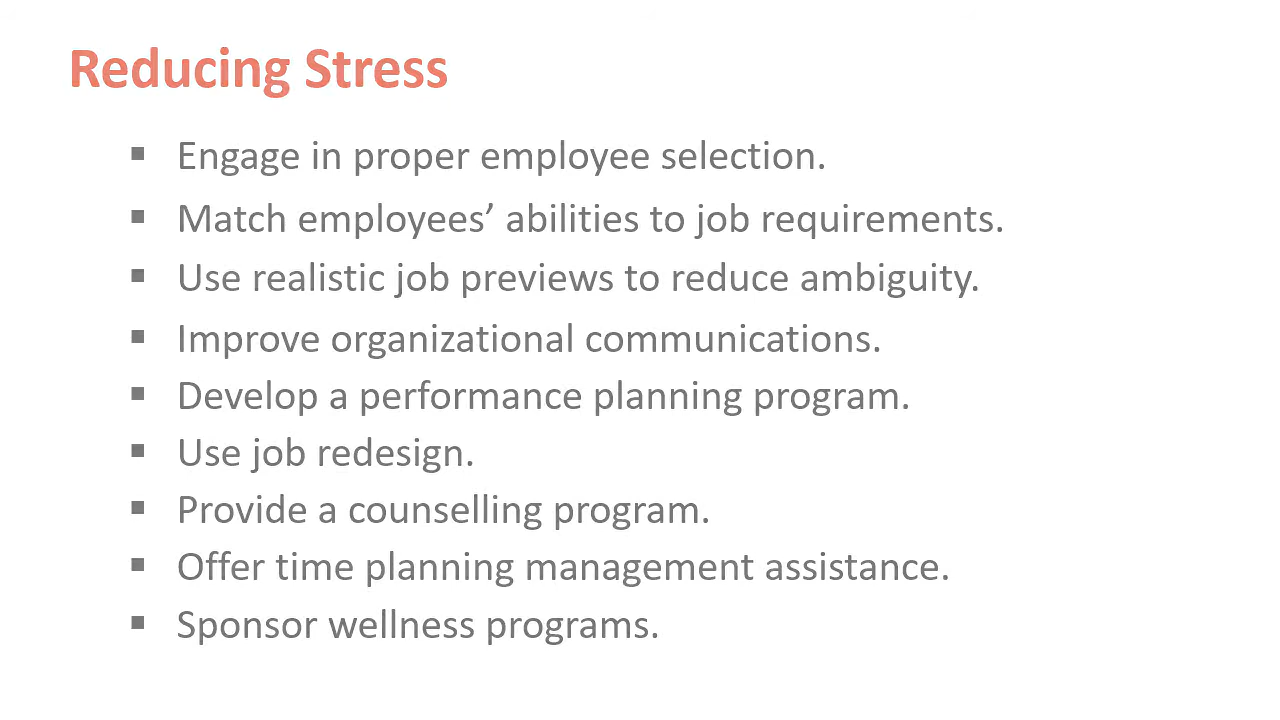 Reducing Stress
▪ Engage in proper employee selection.
▪ Match employees’ abilities to job requirements.
▪ Use realistic job previews to reduce ambiguity.
▪ Improve organizational communications.
▪ Develop a performance planning program.
▪ Use job redesign.
▪ Provide a counselling program.
▪ Offer time planning management assistance.
▪ Sponsor wellness programs.